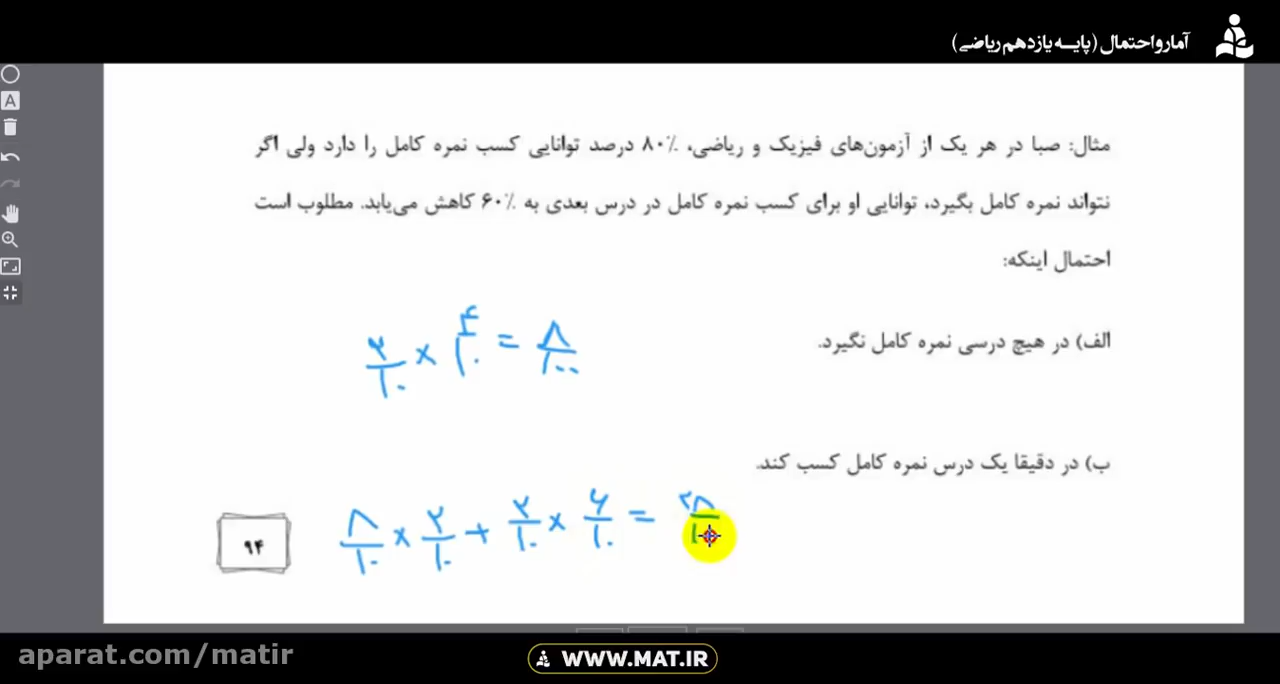 آمار و احتمال (پایه یازدهم ریاضی)
A
مثال: صبا در هر یک از آزمون‌های فیزیک و ریاضی، ۸۰٪ درصد توانایی کسب نمره کامل را دارد ولی اگر
نتواند نمره کامل بگیرد، توانایی او برای کسب نمره کامل در درس بعدی به ۶۰٪ کاهش می‌یابد. مطلوب است
احتمال اینکه:
الف) در هیچ درسی نمره کامل نگیرد.
۲/۱۰ × ۴/۱۰ = ۸/۱۰۰
ب) در دقیقا یک درس نمره کامل کسب کند.
۸/۱۰ × ۲/۱۰ + ۲/۱۰ × ۶/۱۰ = ۲۸/۱۰
۹۴
aparat.com/matir
WWW.MAT.IR